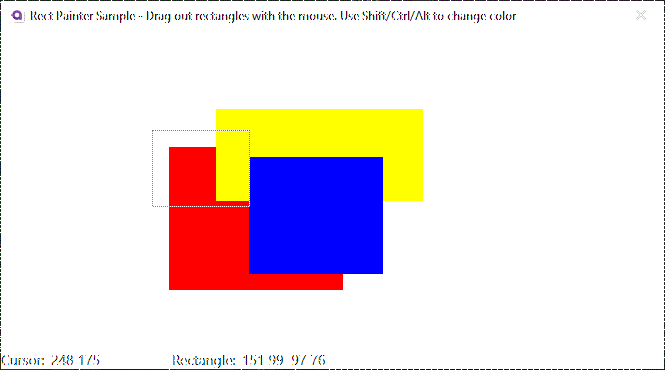 Rect Painter Sample - Drag out rectangles with the mouse. Use Shift/Ctrl/Alt to change color
Cursor: 248 175 Rectangle: 151 99 97 76